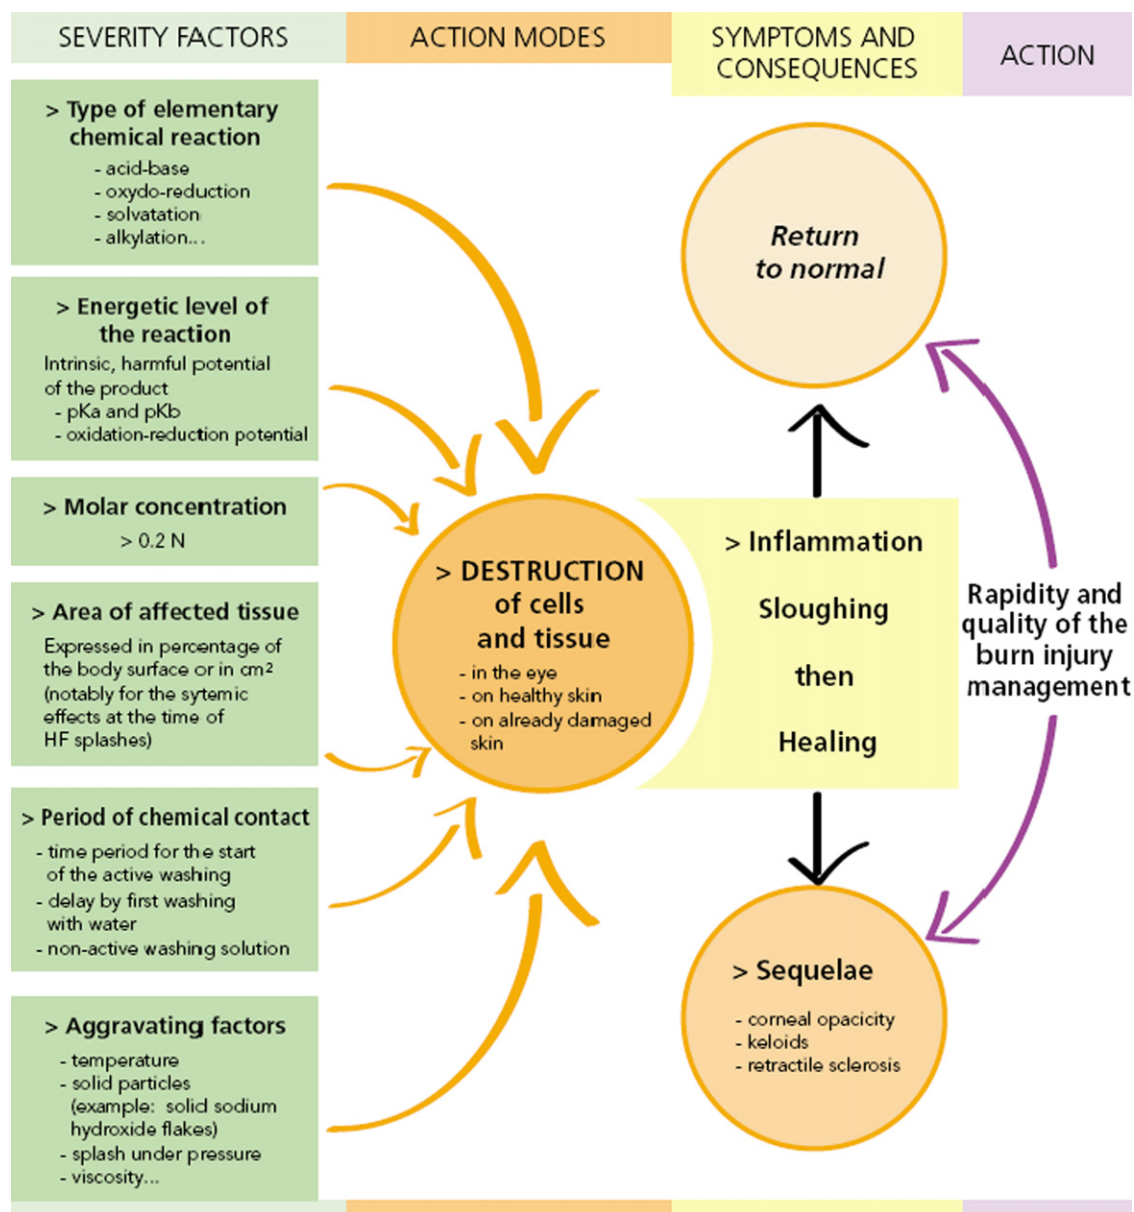 SEVERITY FACTORS
ACTION MODES
SYMPTOMS AND
CONSEQUENCES
ACTION
> Type of elementary
chemical reaction
- acid-base
- oxydo-reduction
- solvatation
- alkylation...
> Energetic level of
the reaction
Intrinsic, harmful potential
of the product
- pKa and pKb
- oxidation-reduction potential
> Molar concentration
> 0.2 N
> Area of affected tissue
Expressed in percentage of
the body surface or in cm²
(notably for the sytemic
effects at the time of
HF splashes)
> Period of chemical contact
- time period for the start
of the active washing
- delay by first washing
with water
- non-active washing solution
> Aggravating factors
- temperature
- solid particles
(example: solid sodium
hydroxide flakes)
- splash under pressure
- viscosity...
> DESTRUCTION
of cells
and tissue
- in the eye
- on healthy skin
- on already damaged
skin
Return
to normal
> Inflammation
Sloughing
then
Healing
> Sequelae
- corneal opacicity
- keloids
- retractile sclerosis
Rapidity and
quality of the
burn injury
management